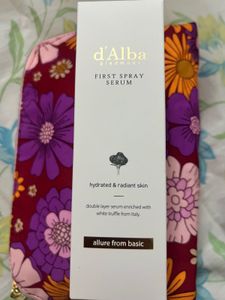 d'Alba
piedmont
FIRST SPRAY
SERUM
hydrated & radiant skin
double layer serum enriched with
white truffle from Italy
allure from basic